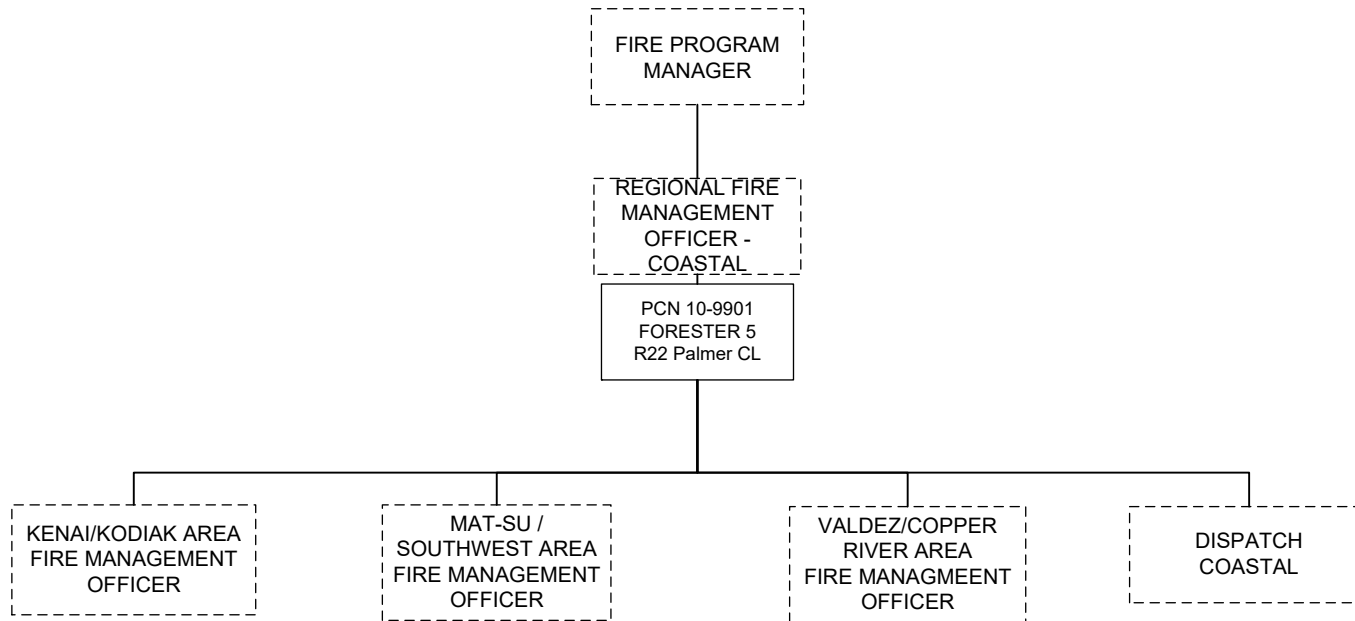 FIRE PROGRAM
MANAGER
REGIONAL FIRE
MANAGEMENT
OFFICER -
COASTAL
PCN 10-9901
FORESTER 5
R22 Palmer CL
KENAI/KODIAK AREA
FIRE MANAGEMENT
OFFICER
MAT-SU /
SOUTHWEST AREA
FIRE MANAGEMENT
OFFICER
VALDEZ/COPPER
RIVER AREA
FIRE MANAGMEENT
OFFICER
DISPATCH
COASTAL